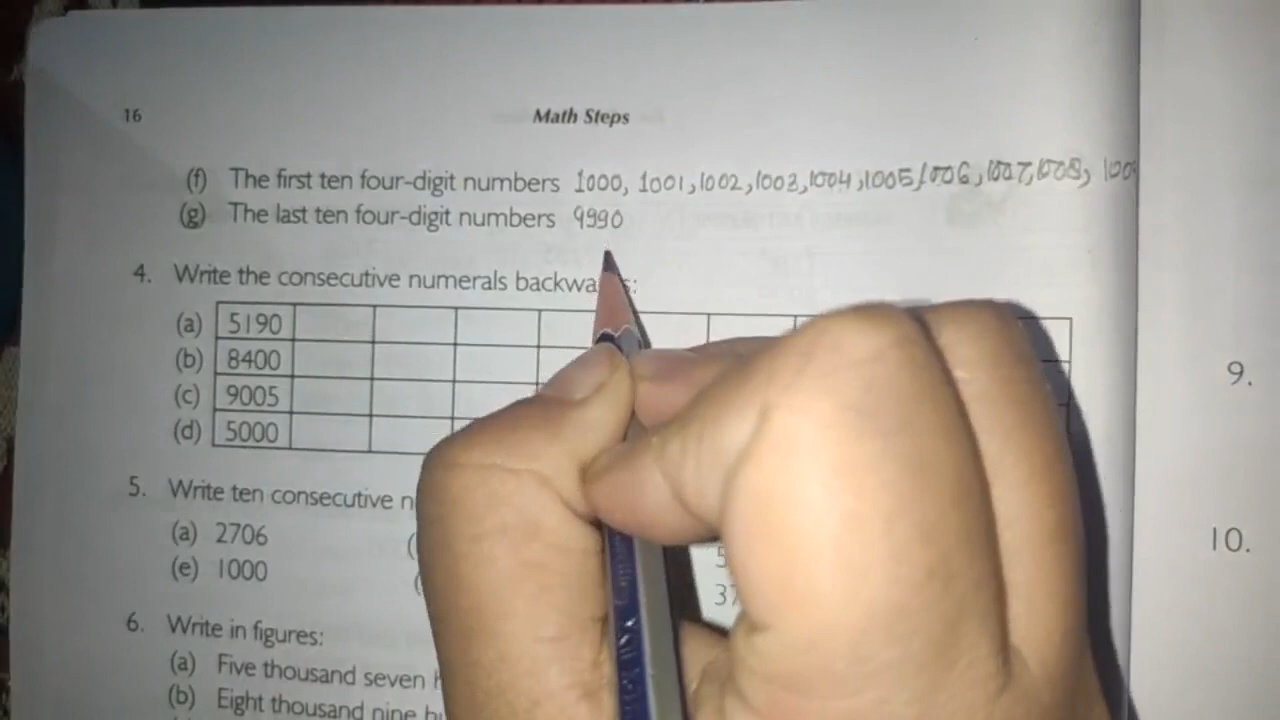 16
Math Steps
(f) The first ten four-digit numbers 1000, 1001, 1002, 1003, 1004, 1005, 1006, 1007, 1008,
(g) The last ten four-digit numbers 9990
4. Write the consecutive numerals
(a) 5190
(b) 8400
(c) 9005
(d) 5000
5. Write ten consecutive
(a) 2706
(e) 1000
6. Write in figures:
(a) Five thousand seven
(b) Eight thousand nine
9.
10.